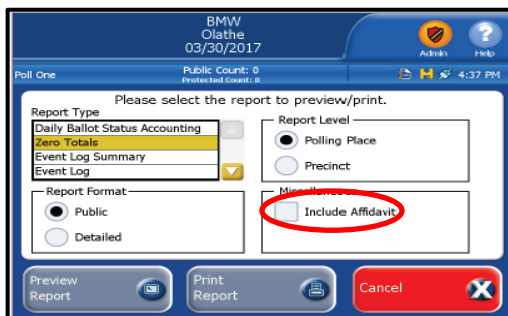 BMW
Olathe
03/30/2017
Admin
Help
Poll One
Public Count: 0
Protected Count: 8
4:37 PM
Please select the report to preview/print.
Report Type
Daily Ballot Status Accounting
Zero Totals
Event Log Summary
Event Log
Report Level
Polling Place
Precinct
Report Format
Public
Detailed
Include Affidavit
Preview
Report
Print
Report
Cancel